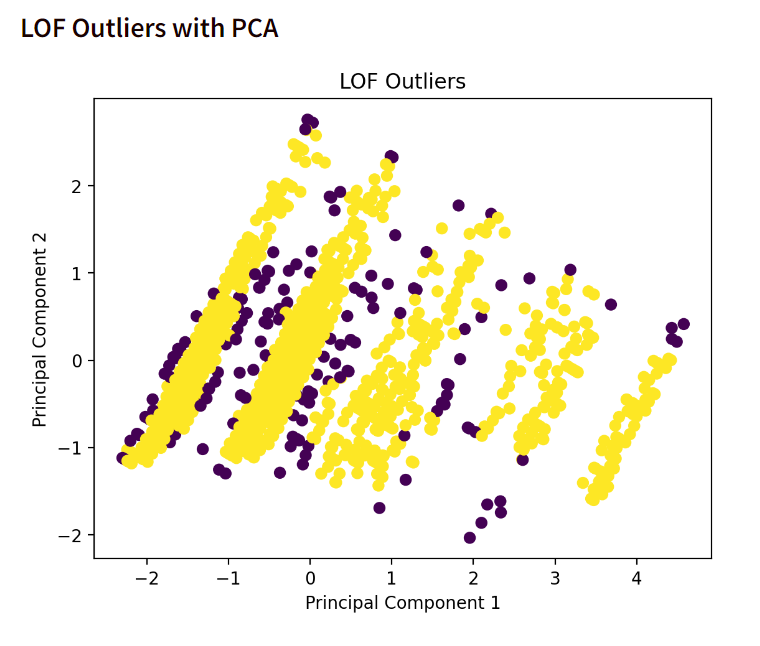 LOF Outliers with PCA
LOF Outliers
Principal Component 2
2
1
0
−1
−2
−2 −1 0 1 2 3 4
Principal Component 1